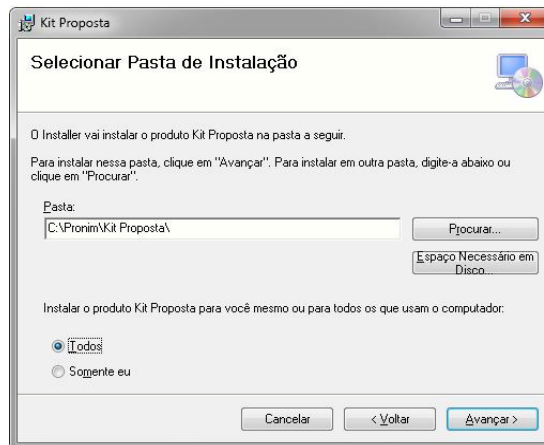 Kit Proposta
Selecionar Pasta de Instalação
O Installer vai instalar o produto Kit Proposta na pasta a seguir.
Para instalar nessa pasta, clique em "Avançar". Para instalar em outra pasta, digite-a abaixo ou
clique em "Procurar".
Pasta:
C:\Pronim\Kit Proposta\
Procurar...
Espaço Necessário em
Disco...
Instalar o produto Kit Proposta para você mesmo ou para todos os que usam o computador:
Todos
Somente eu
Cancelar
< Voltar
Avançar >